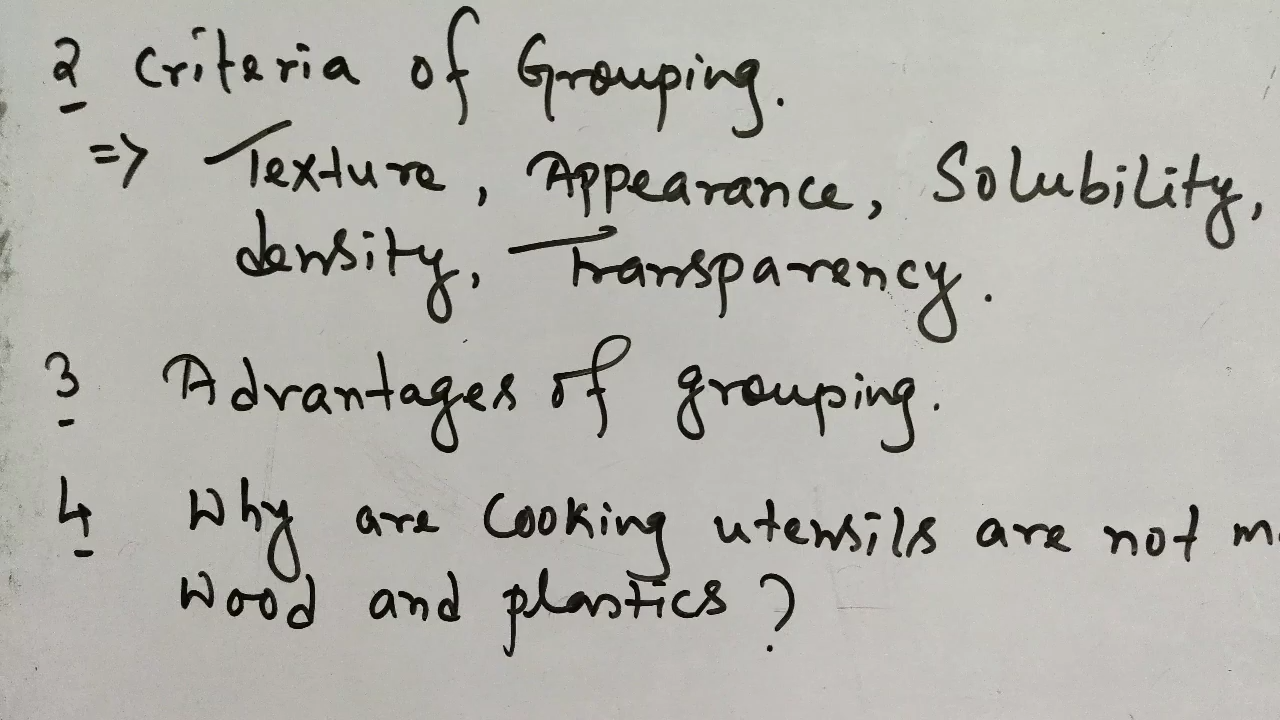 2 Criteria of Grouping.
=> Texture, Appearance, Solubility,
density, Transparency.
3 Advantages of grouping.
4 Why are Cooking utensils are not
wood and plastics?